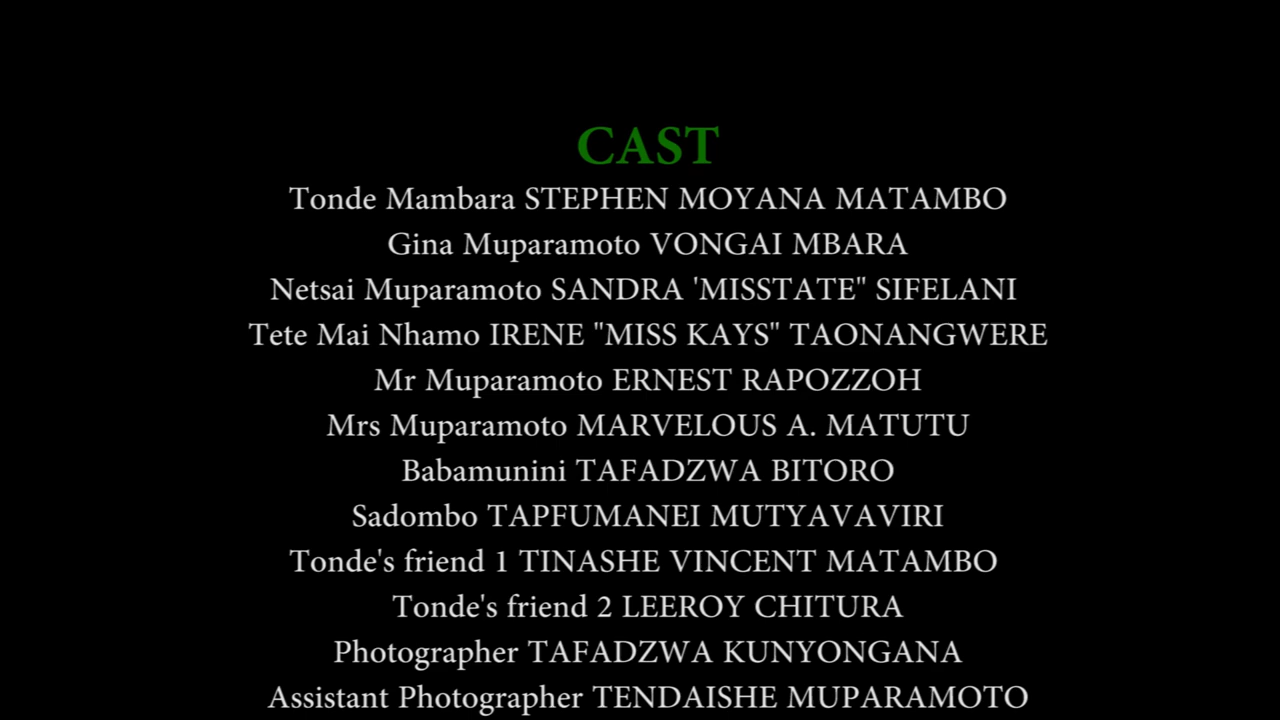 CAST
Tonde Mambara STEPHEN MOYANA MATAMBO
Gina Muparamoto VONGAI MBARA
Netsai Muparamoto SANDRA 'MISSTATE" SIFELANI
Tete Mai Nhamo IRENE "MISS KAYS" TAONANGWERE
Mr Muparamoto ERNEST RAPOZZOH
Mrs Muparamoto MARVELOUS A. MATUTU
Babamunini TAFADZWA BITORO
Sadombo TAPFUMANEI MUTYAVAVIRI
Tonde's friend 1 TINASHE VINCENT MATAMBO
Tonde's friend 2 LEEROY CHITURA
Photographer TAFADZWA KUNYONGANA
Assistant Photographer TENDAISHE MUPARAMOTO